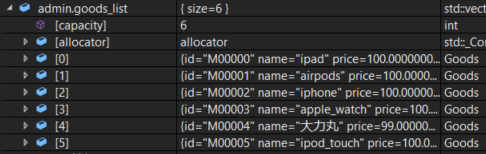 admin.goods_list { size=6 } std::vect
[capacity] 6 int
[allocator] allocator std::_Con
[0] {id="M00000" name="ipad" price=100.0000000... Goods
[1] {id="M00001" name="airpods" price=100.0000... Goods
[2] {id="M00002" name="iphone" price=100.00000... Goods
[3] {id="M00003" name="apple_watch" price=100.... Goods
[4] {id="M00004" name="大力丸" price=99.00000... Goods
[5] {id="M00005" name="ipod_touch" price=100.0... Goods